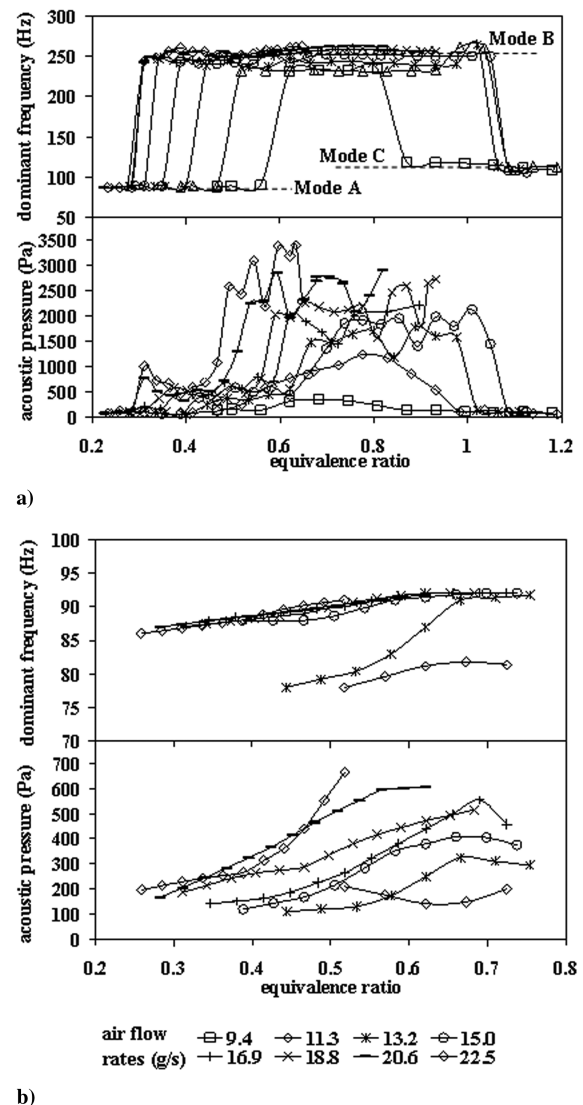 dominant frequency (Hz)
300
250
200
150
100
50
Mode B
Mode C
Mode A
acoustic pressure (Pa)
3500
3000
2500
2000
1500
1000
500
0
0.2 0.4 0.6 0.8 1 1.2
equivalence ratio
a)
dominant frequency (Hz)
100
95
90
85
80
75
70
acoustic pressure (Pa)
700
600
500
400
300
200
100
0
0.2 0.3 0.4 0.5 0.6 0.7 0.8
equivalence ratio
air flow 9.4 11.3 13.2 15.0
rates (g/s) 16.9 18.8 20.6 22.5
b)